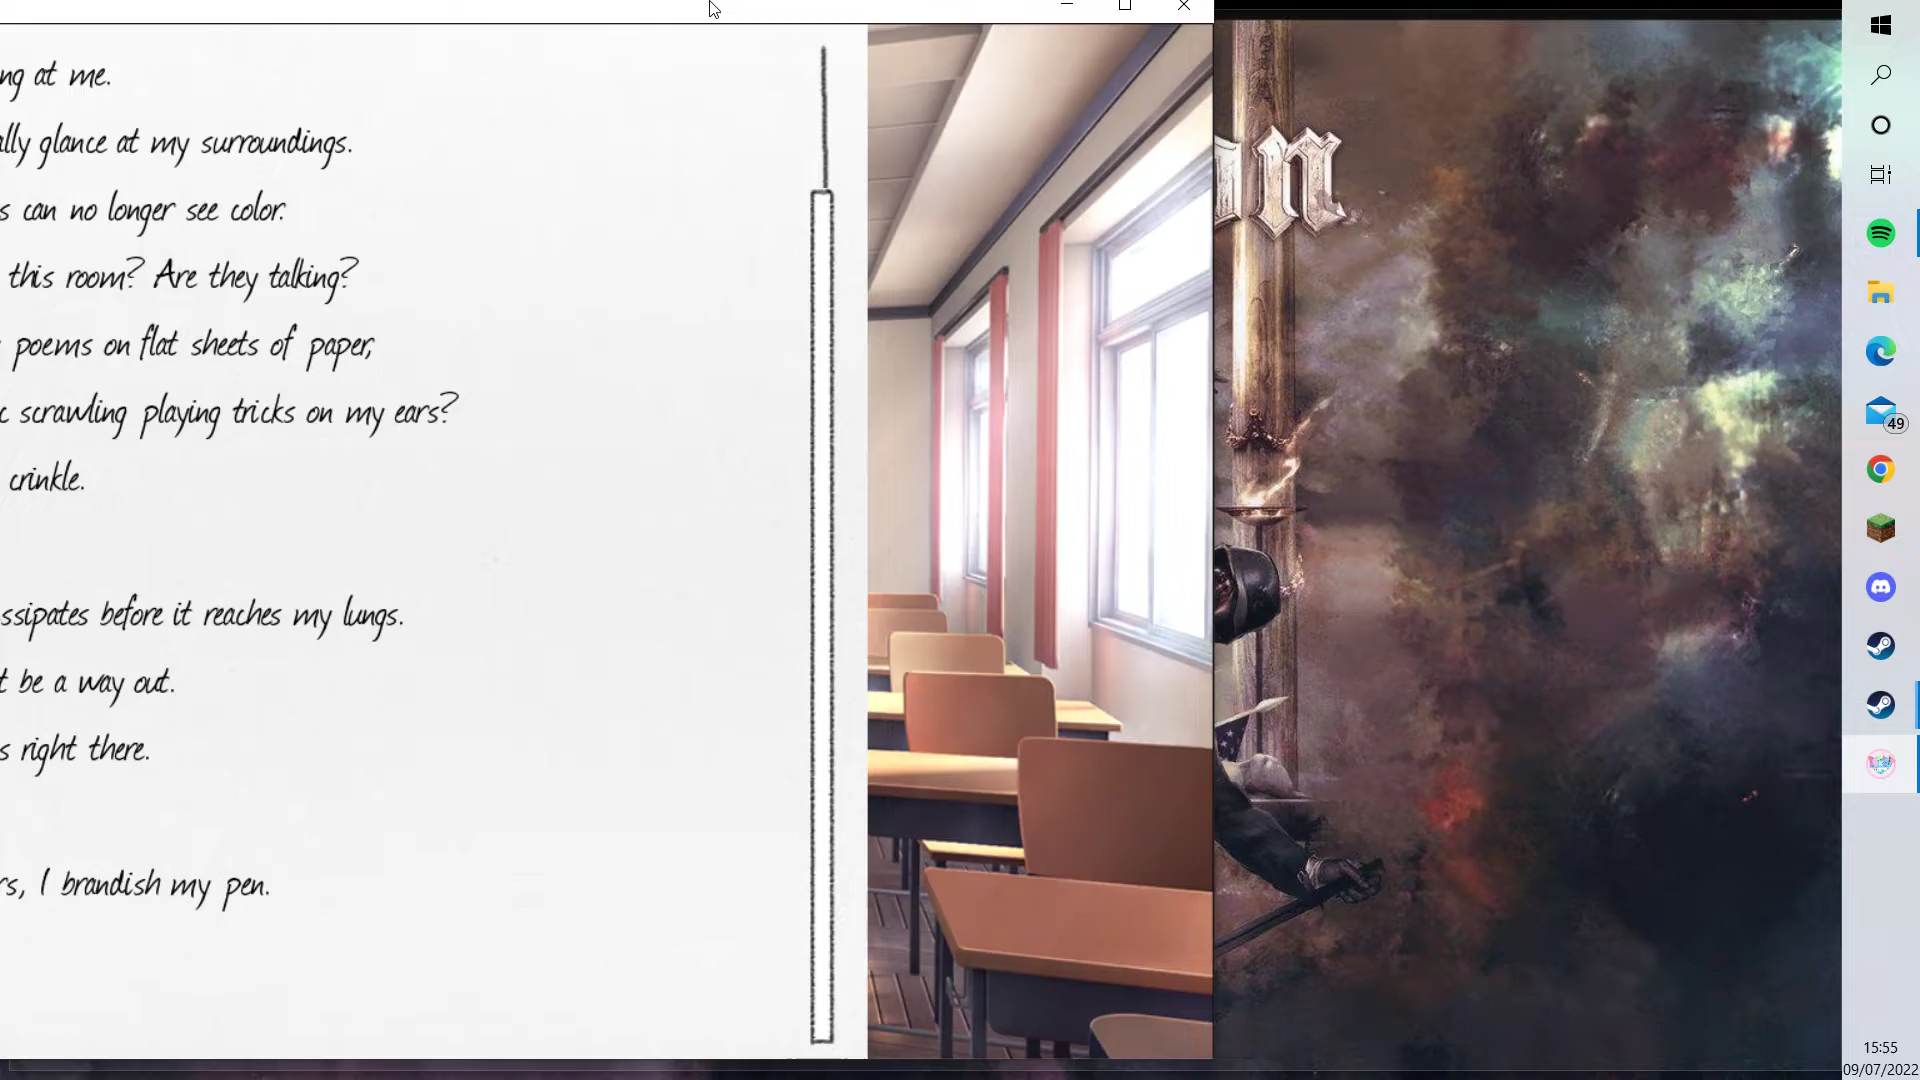 ng at me.
ally glance at my surroundings.
s can no longer see color.
this room? Are they talking?
poems on flat sheets of paper,
c scrawling playing tricks on my ears?
crinkle.
ssipates before it reaches my lungs.
t be a way out.
s right there.
rs, I brandish my pen.
an
49
15:55
09/07/2022